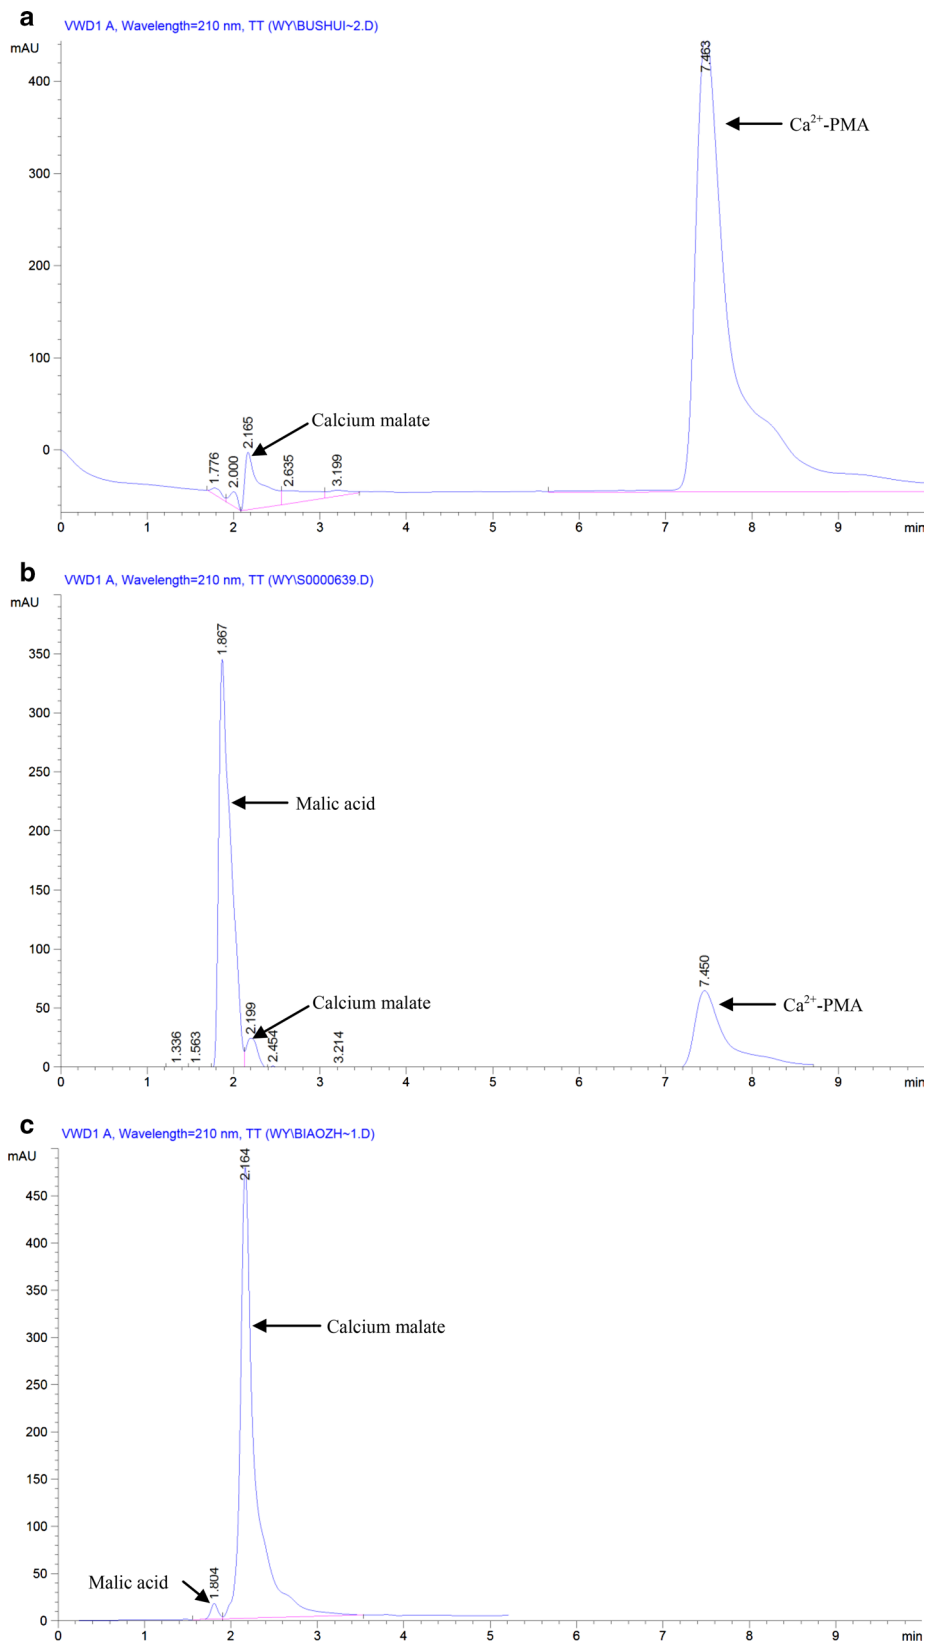 a
VWD1 A, Wavelength=210 nm, TT (WY\BUSHUI~2.D)
mAU
400
300
200
100
0
7.463
Ca2+-PMA
Calcium malate
1.776
2.000
2.165
2.635
3.199
0 1 2 3 4 5 6 7 8 9 min
b
VWD1 A, Wavelength=210 nm, TT (WY\S0000639.D)
mAU
350
300
250
200
150
100
50
0
1.867
Malic acid
Calcium malate
1.336
1.563
2.199
2.454
3.214
7.450
Ca2+-PMA
0 1 2 3 4 5 6 7 8 9 min
c
VWD1 A, Wavelength=210 nm, TT (WY\BIAOZH~1.D)
mAU
450
400
350
300
250
200
150
100
50
0
2.164
Calcium malate
Malic acid
1.804
0 1 2 3 4 5 6 7 8 9 min